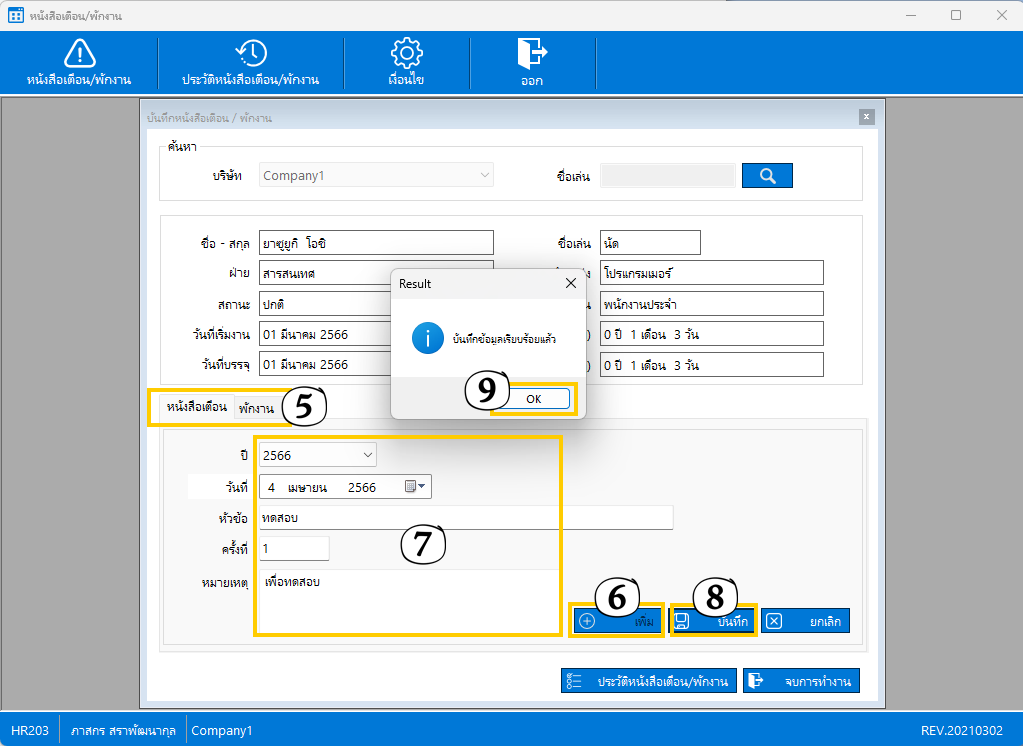 หนังสือเตือน/พักงาน
หนังสือเตือน/พักงาน ประวัติหนังสือเตือน/พักงาน เงื่อนไข ออก
บันทึกหนังสือเตือน / พักงาน
ค้นหา
บริษัท Company1 ชื่อเล่น
ชื่อ - สกุล ยาซูยูกิ โอชิ ชื่อเล่น นัด
ฝ่าย สารสนเทศ โปรแกรมเมอร์
สถานะ ปกติ พนักงานประจำ
วันที่เริ่มงาน 01 มีนาคม 2566 0 ปี 1 เดือน 3 วัน
วันที่บรรจุ 01 มีนาคม 2566 0 ปี 1 เดือน 3 วัน
Result
บันทึกข้อมูลเรียบร้อยแล้ว
9 OK
หนังสือเตือน พักงาน 5
ปี 2566
วันที่ 4 เมษายน 2566
หัวข้อ ทดสอบ
ครั้งที่ 1
7
หมายเหตุ เพื่อทดสอบ
6 8
เพิ่ม บันทึก ยกเลิก
ประวัติหนังสือเตือน/พักงาน จบการทำงาน
HR203 ภาสกร สราพัฒนากุล Company1 REV.20210302